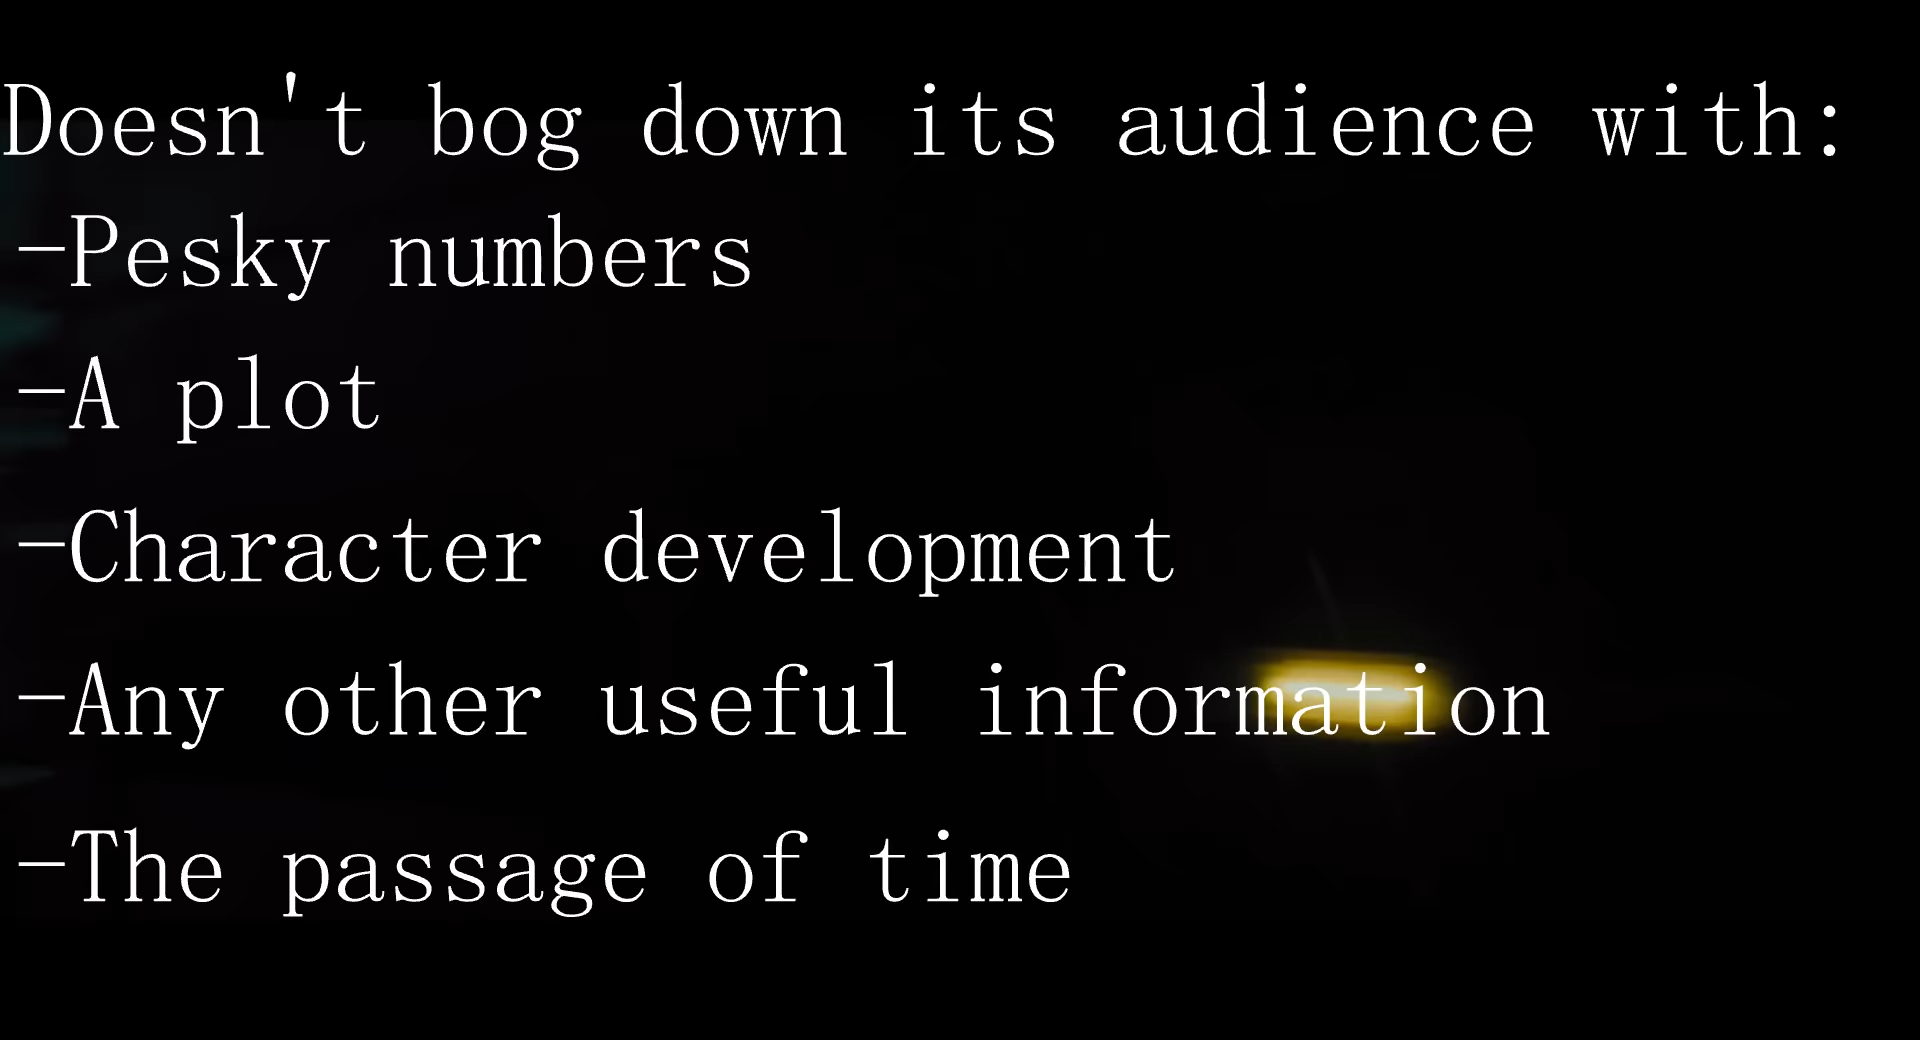 Doesn't bog down its audience with:
-Pesky numbers
-A plot
-Character development
-Any other useful information
-The passage of time